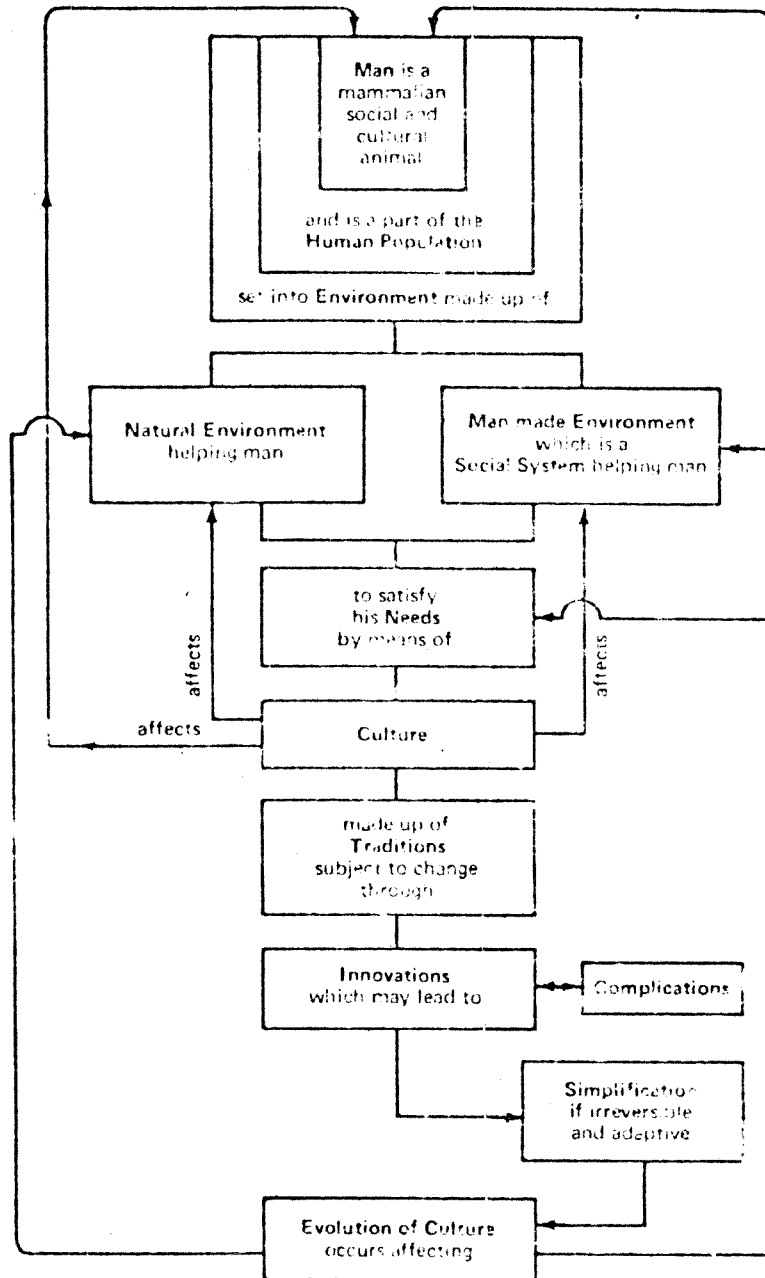 Man is a
mammalian
social and
cultural
animal
and is a part of the
Human Population
set into Environment made up of
Natural Environment
helping man
Man made Environment
which is a
Social System helping man
to satisfy
his Needs
by means of
affects
affects
affects
Culture
made up of
Traditions
subject to change
through
Innovations
which may lead to
Complications
Simplification
if irreversible
and adaptive
Evolution of Culture
occurs affecting